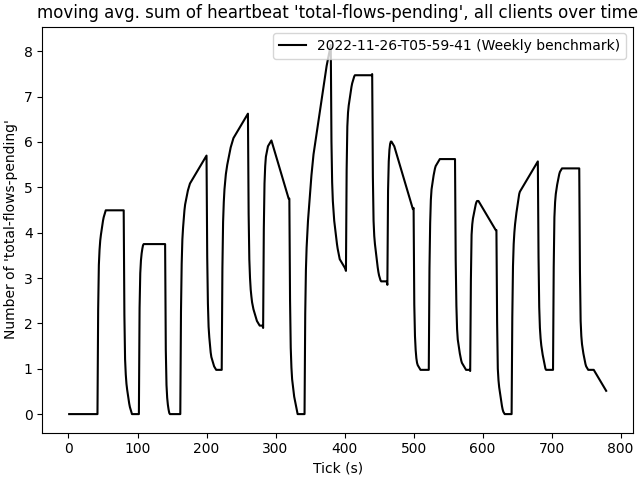 moving avg. sum of heartbeat 'total-flows-pending', all clients over time
2022-11-26-T05-59-41 (Weekly benchmark)
Number of 'total-flows-pending'
8
7
6
5
4
3
2
1
0
0 100 200 300 400 500 600 700 800
Tick (s)